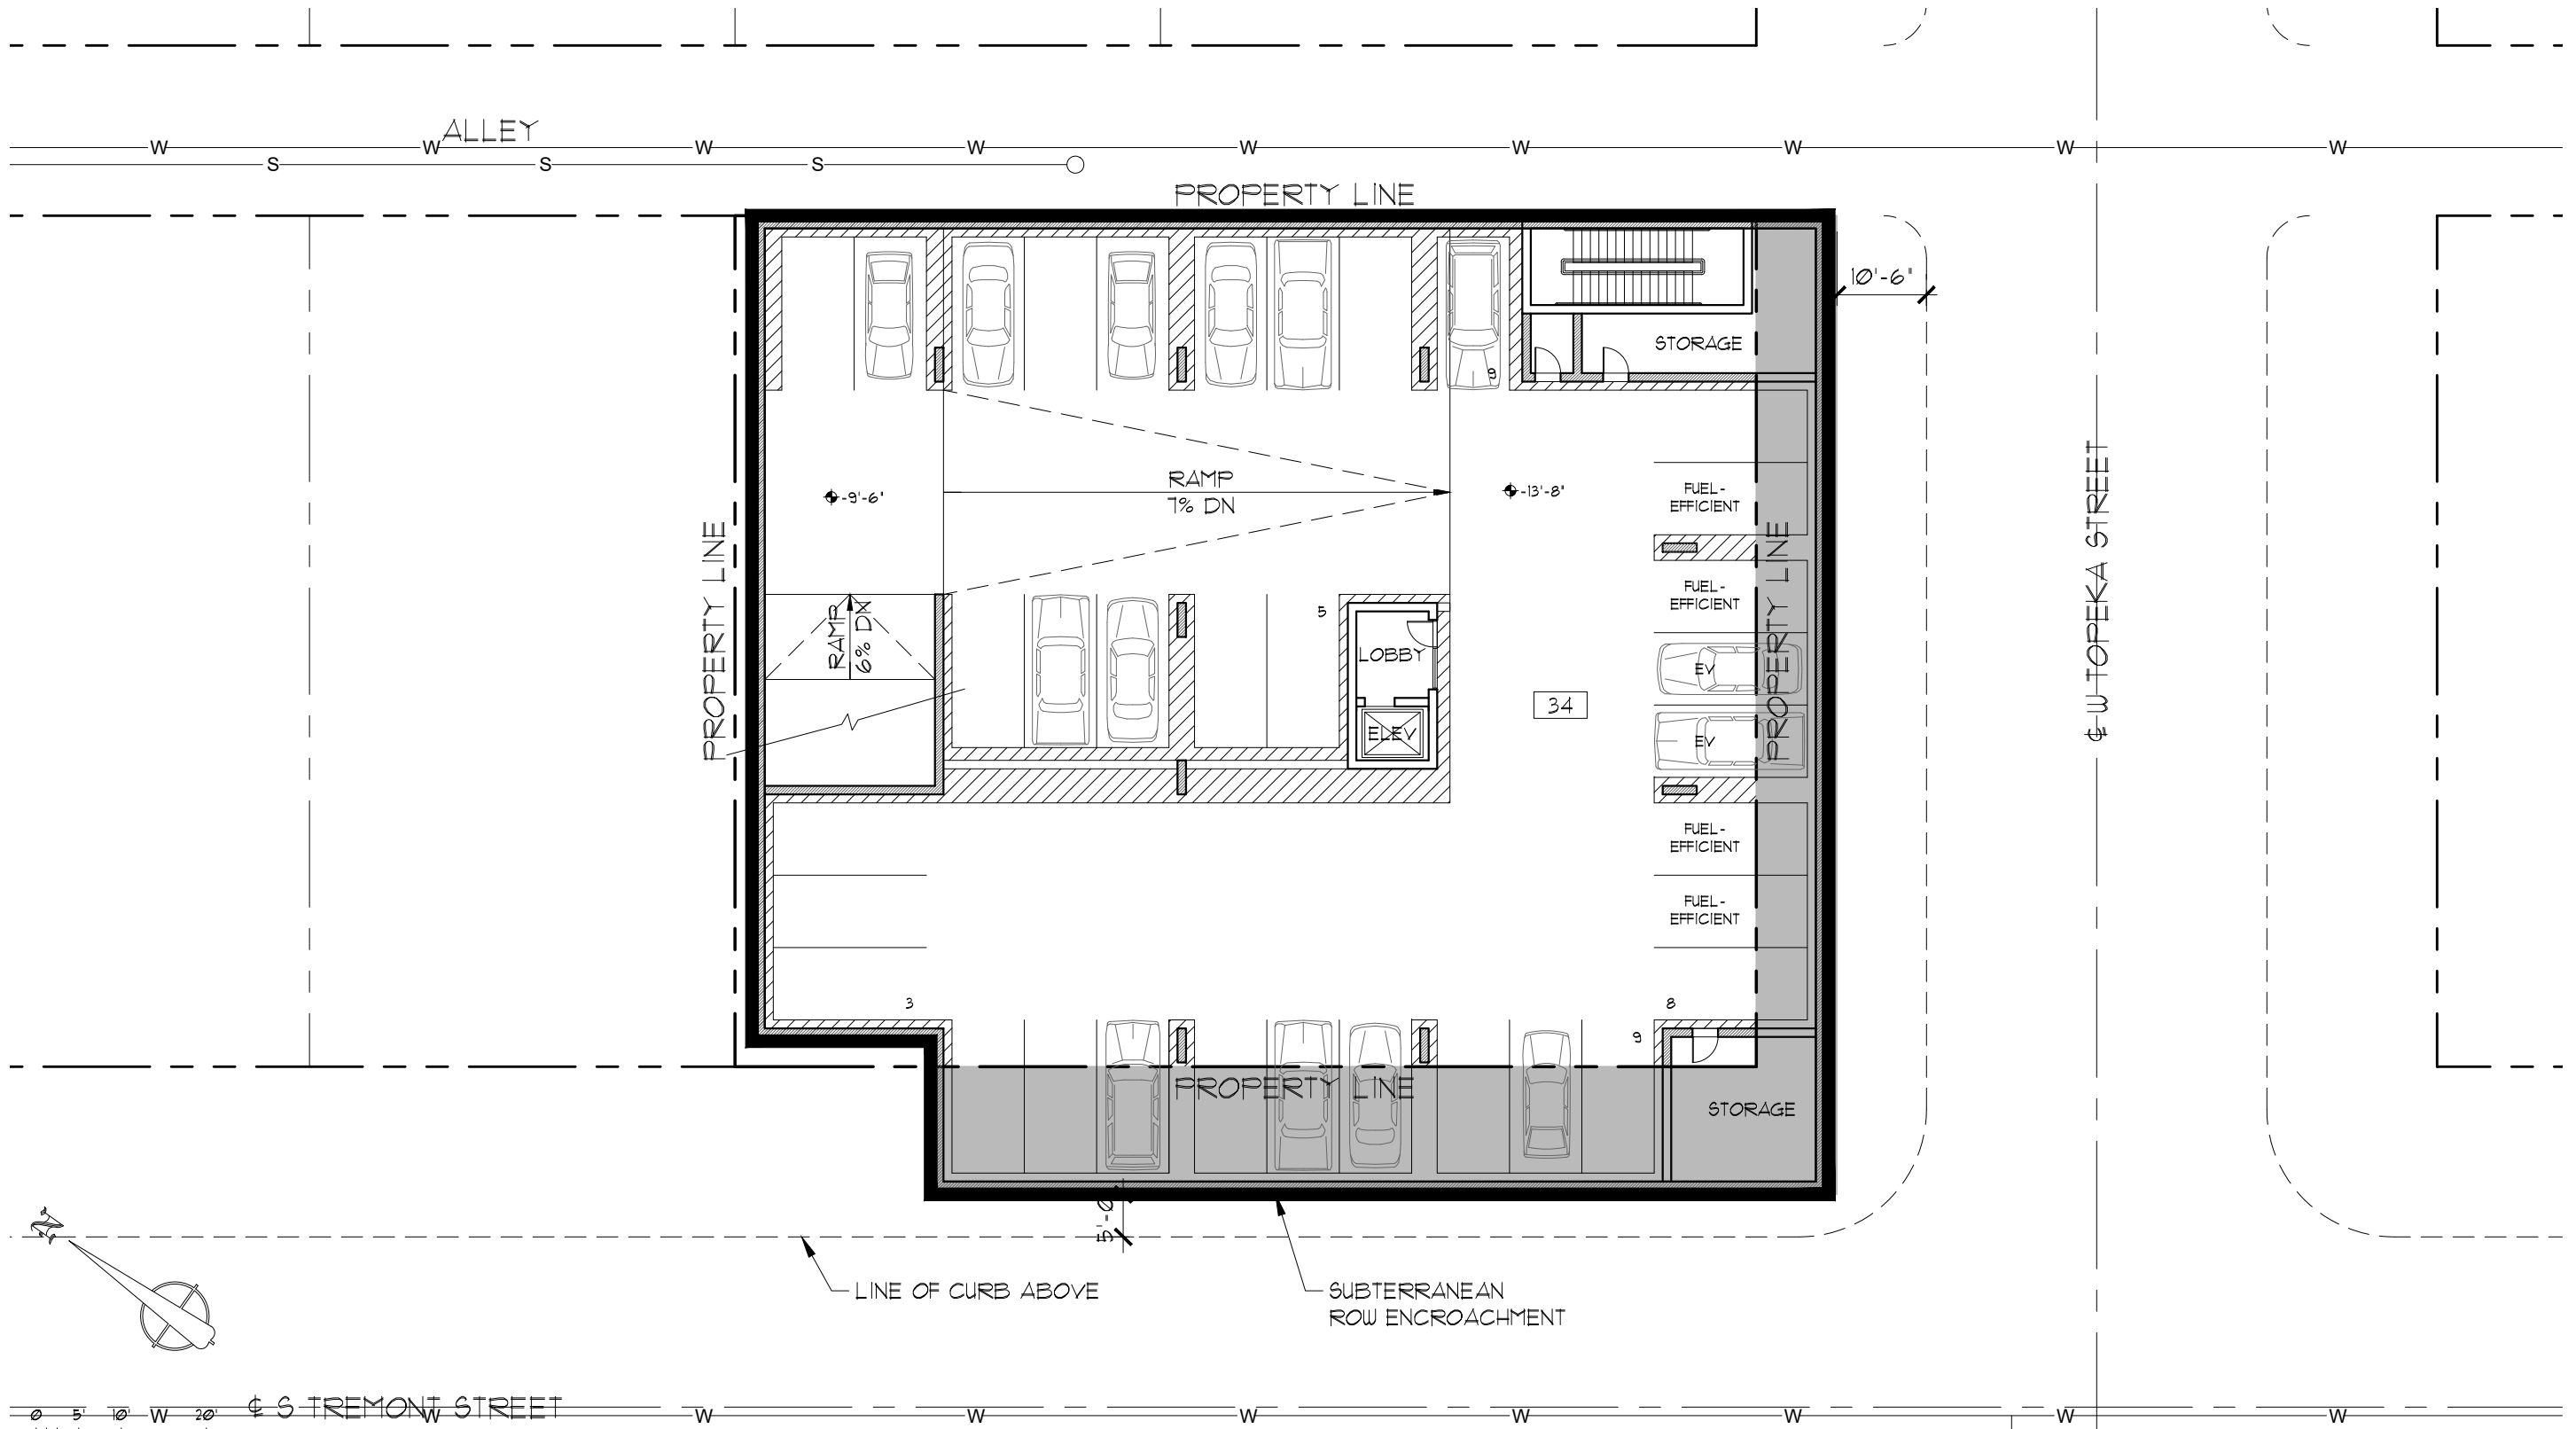 ALLEY
W W W W W W W W W
S S S
PROPERTY LINE
10'-6"
STORAGE
9
RAMP
7% DN
-9'-6"
-13'-8"
FUEL-
EFFICIENT
PROPERTY LINE
PROPERTY LINE
℄ W TOPEKA STREET
FUEL-
EFFICIENT
RAMP
6% DN
5
LOBBY
EV
34
ELEV
EV
FUEL-
EFFICIENT
FUEL-
EFFICIENT
3
8
9
PROPERTY LINE
STORAGE
5'-0"
N
LINE OF CURB ABOVE
SUBTERRANEAN
ROW ENCROACHMENT
℄ S TREMONT STREET
0 5' 10' 20'
W W W W W W W W W